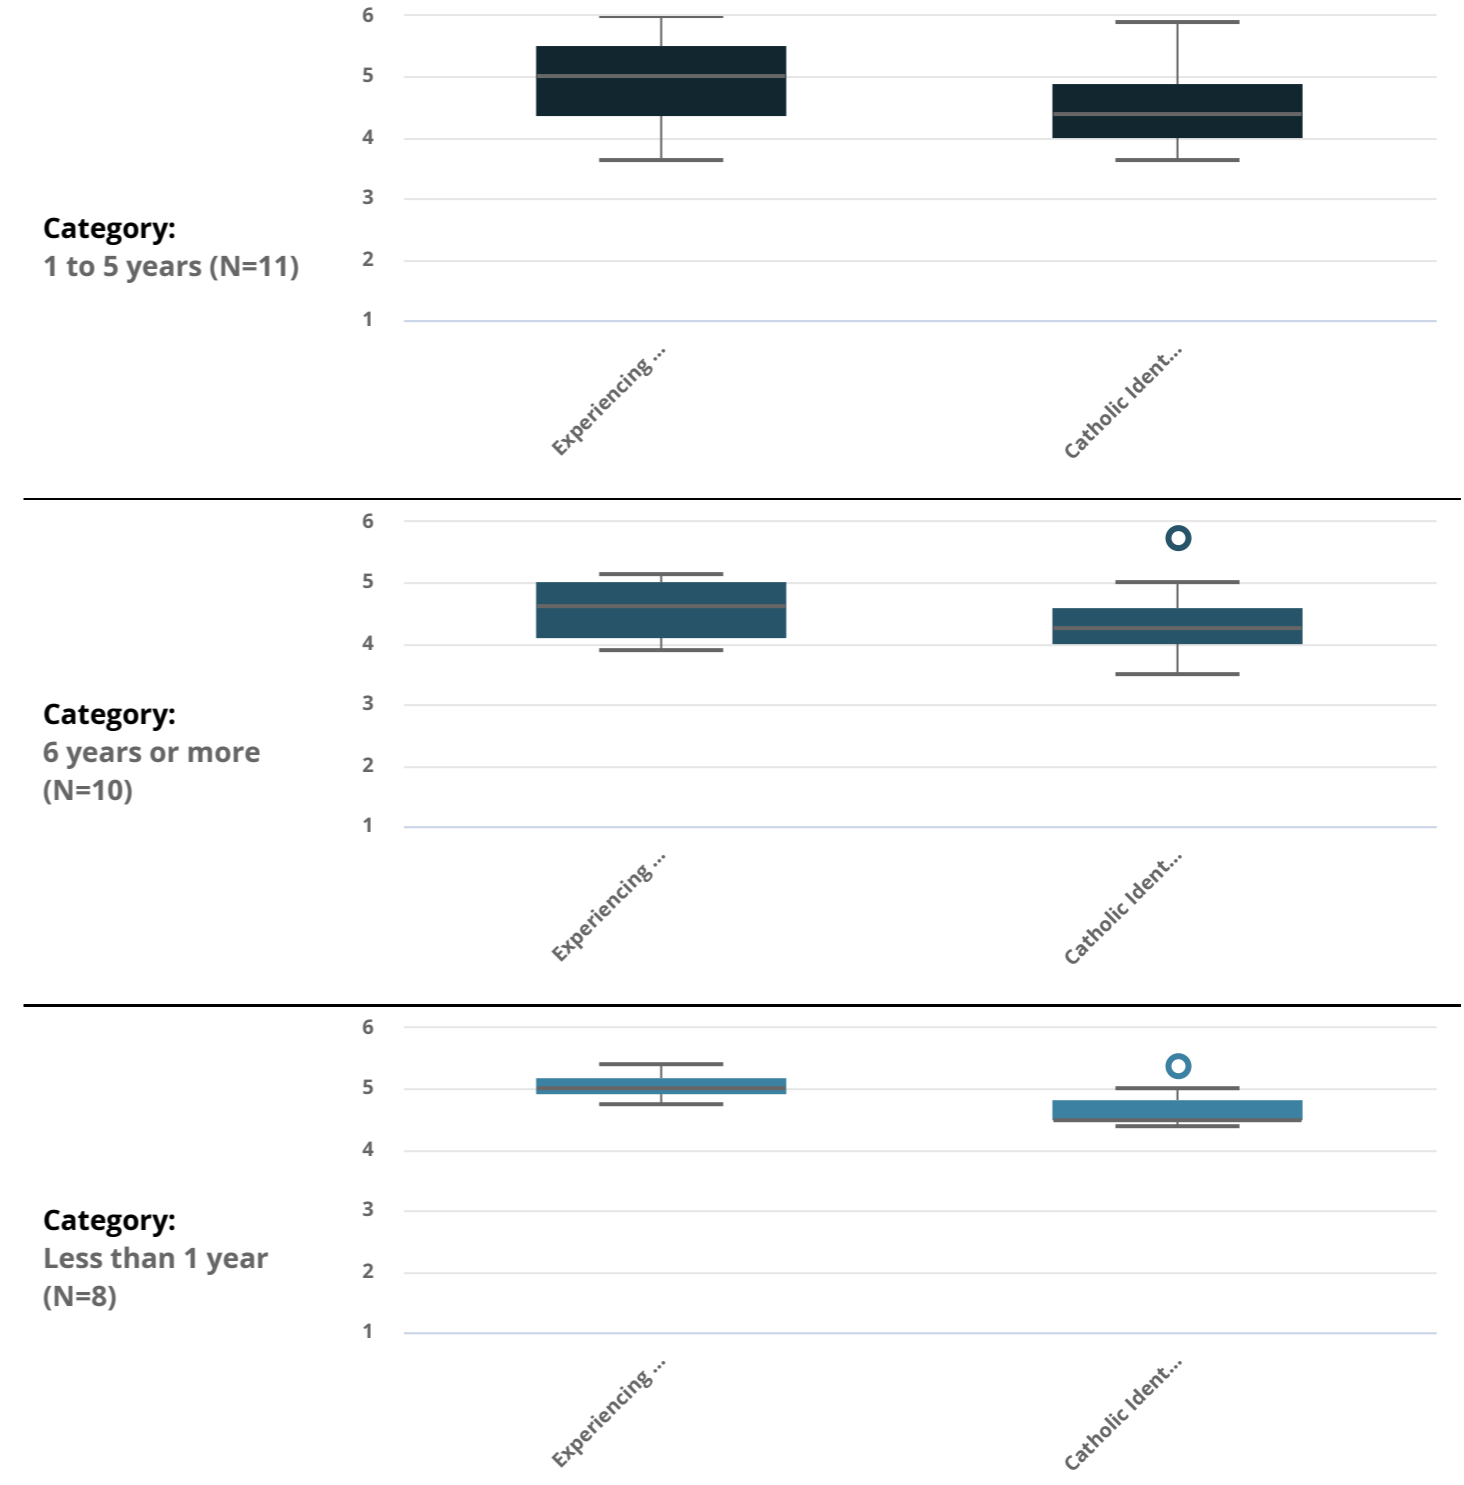 6
5
4
3
2
1
Category:
1 to 5 years (N=11)
Experiencing ...
Catholic Ident...
6
5
4
3
2
1
Category:
6 years or more
(N=10)
Experiencing ...
Catholic Ident...
6
5
4
3
2
1
Category:
Less than 1 year
(N=8)
Experiencing ...
Catholic Ident...